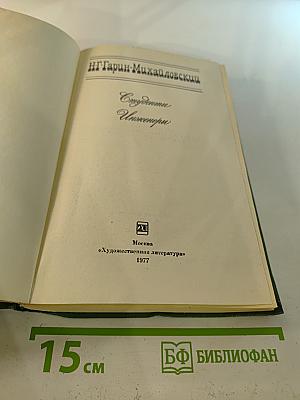 Н.Г.Гарин-Михайловский
Студенты
Инженеры
Москва
«Художественная литература»
1977
15 см
БФ БИБЛИОФАН